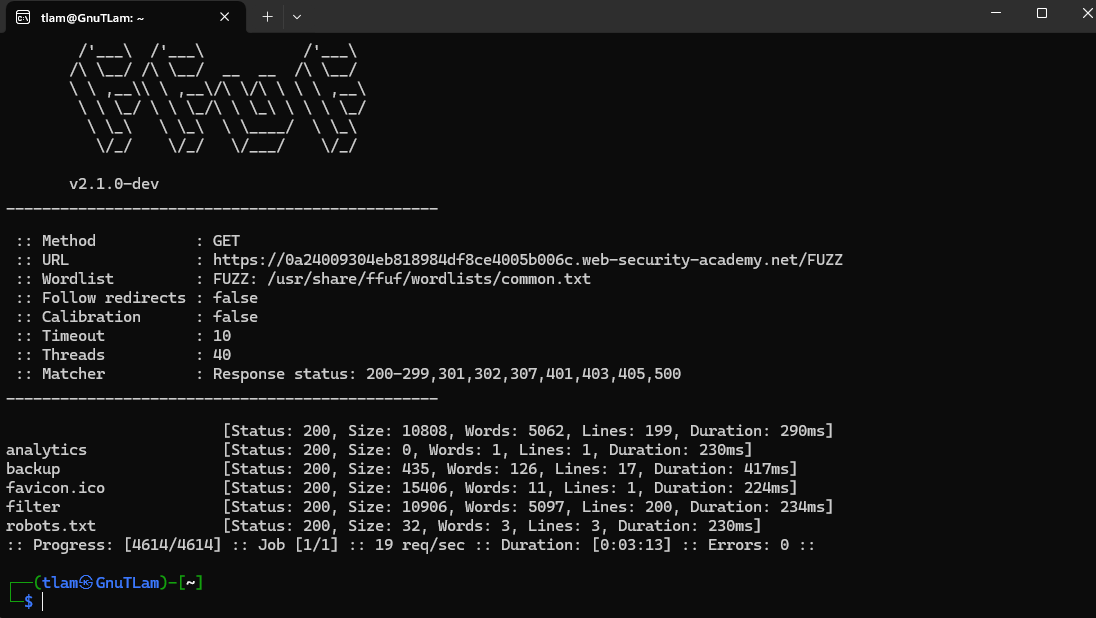 tlam@GnuTLam: ~
 /'___\  /'___\           /'___\
/\ \__/ /\ \__/  __  __  /\ \__/
\ \ ,__\\ \ ,__\/\ \/\ \ \ \ ,__\
 \ \ \_/ \ \ \_/\ \ \_\ \ \ \ \_/
  \ \_\   \ \_\  \ \____/  \ \_\
   \/_/    \/_/   \/___/    \/_/
v2.1.0-dev
________________________________________________
:: Method           : GET
:: URL              : https://0a24009304eb818984df8ce4005b006c.web-security-academy.net/FUZZ
:: Wordlist         : FUZZ: /usr/share/ffuf/wordlists/common.txt
:: Follow redirects : false
:: Calibration      : false
:: Timeout          : 10
:: Threads          : 40
:: Matcher          : Response status: 200-299,301,302,307,401,403,405,500
________________________________________________
[Status: 200, Size: 10808, Words: 5062, Lines: 199, Duration: 290ms]
analytics               [Status: 200, Size: 0, Words: 1, Lines: 1, Duration: 230ms]
backup                  [Status: 200, Size: 435, Words: 126, Lines: 17, Duration: 417ms]
favicon.ico             [Status: 200, Size: 15406, Words: 11, Lines: 1, Duration: 224ms]
filter                  [Status: 200, Size: 10906, Words: 5097, Lines: 200, Duration: 234ms]
robots.txt              [Status: 200, Size: 32, Words: 3, Lines: 3, Duration: 230ms]
:: Progress: [4614/4614] :: Job [1/1] :: 19 req/sec :: Duration: [0:03:13] :: Errors: 0 ::
┌──(tlam㉿GnuTLam)-[~]
└─$